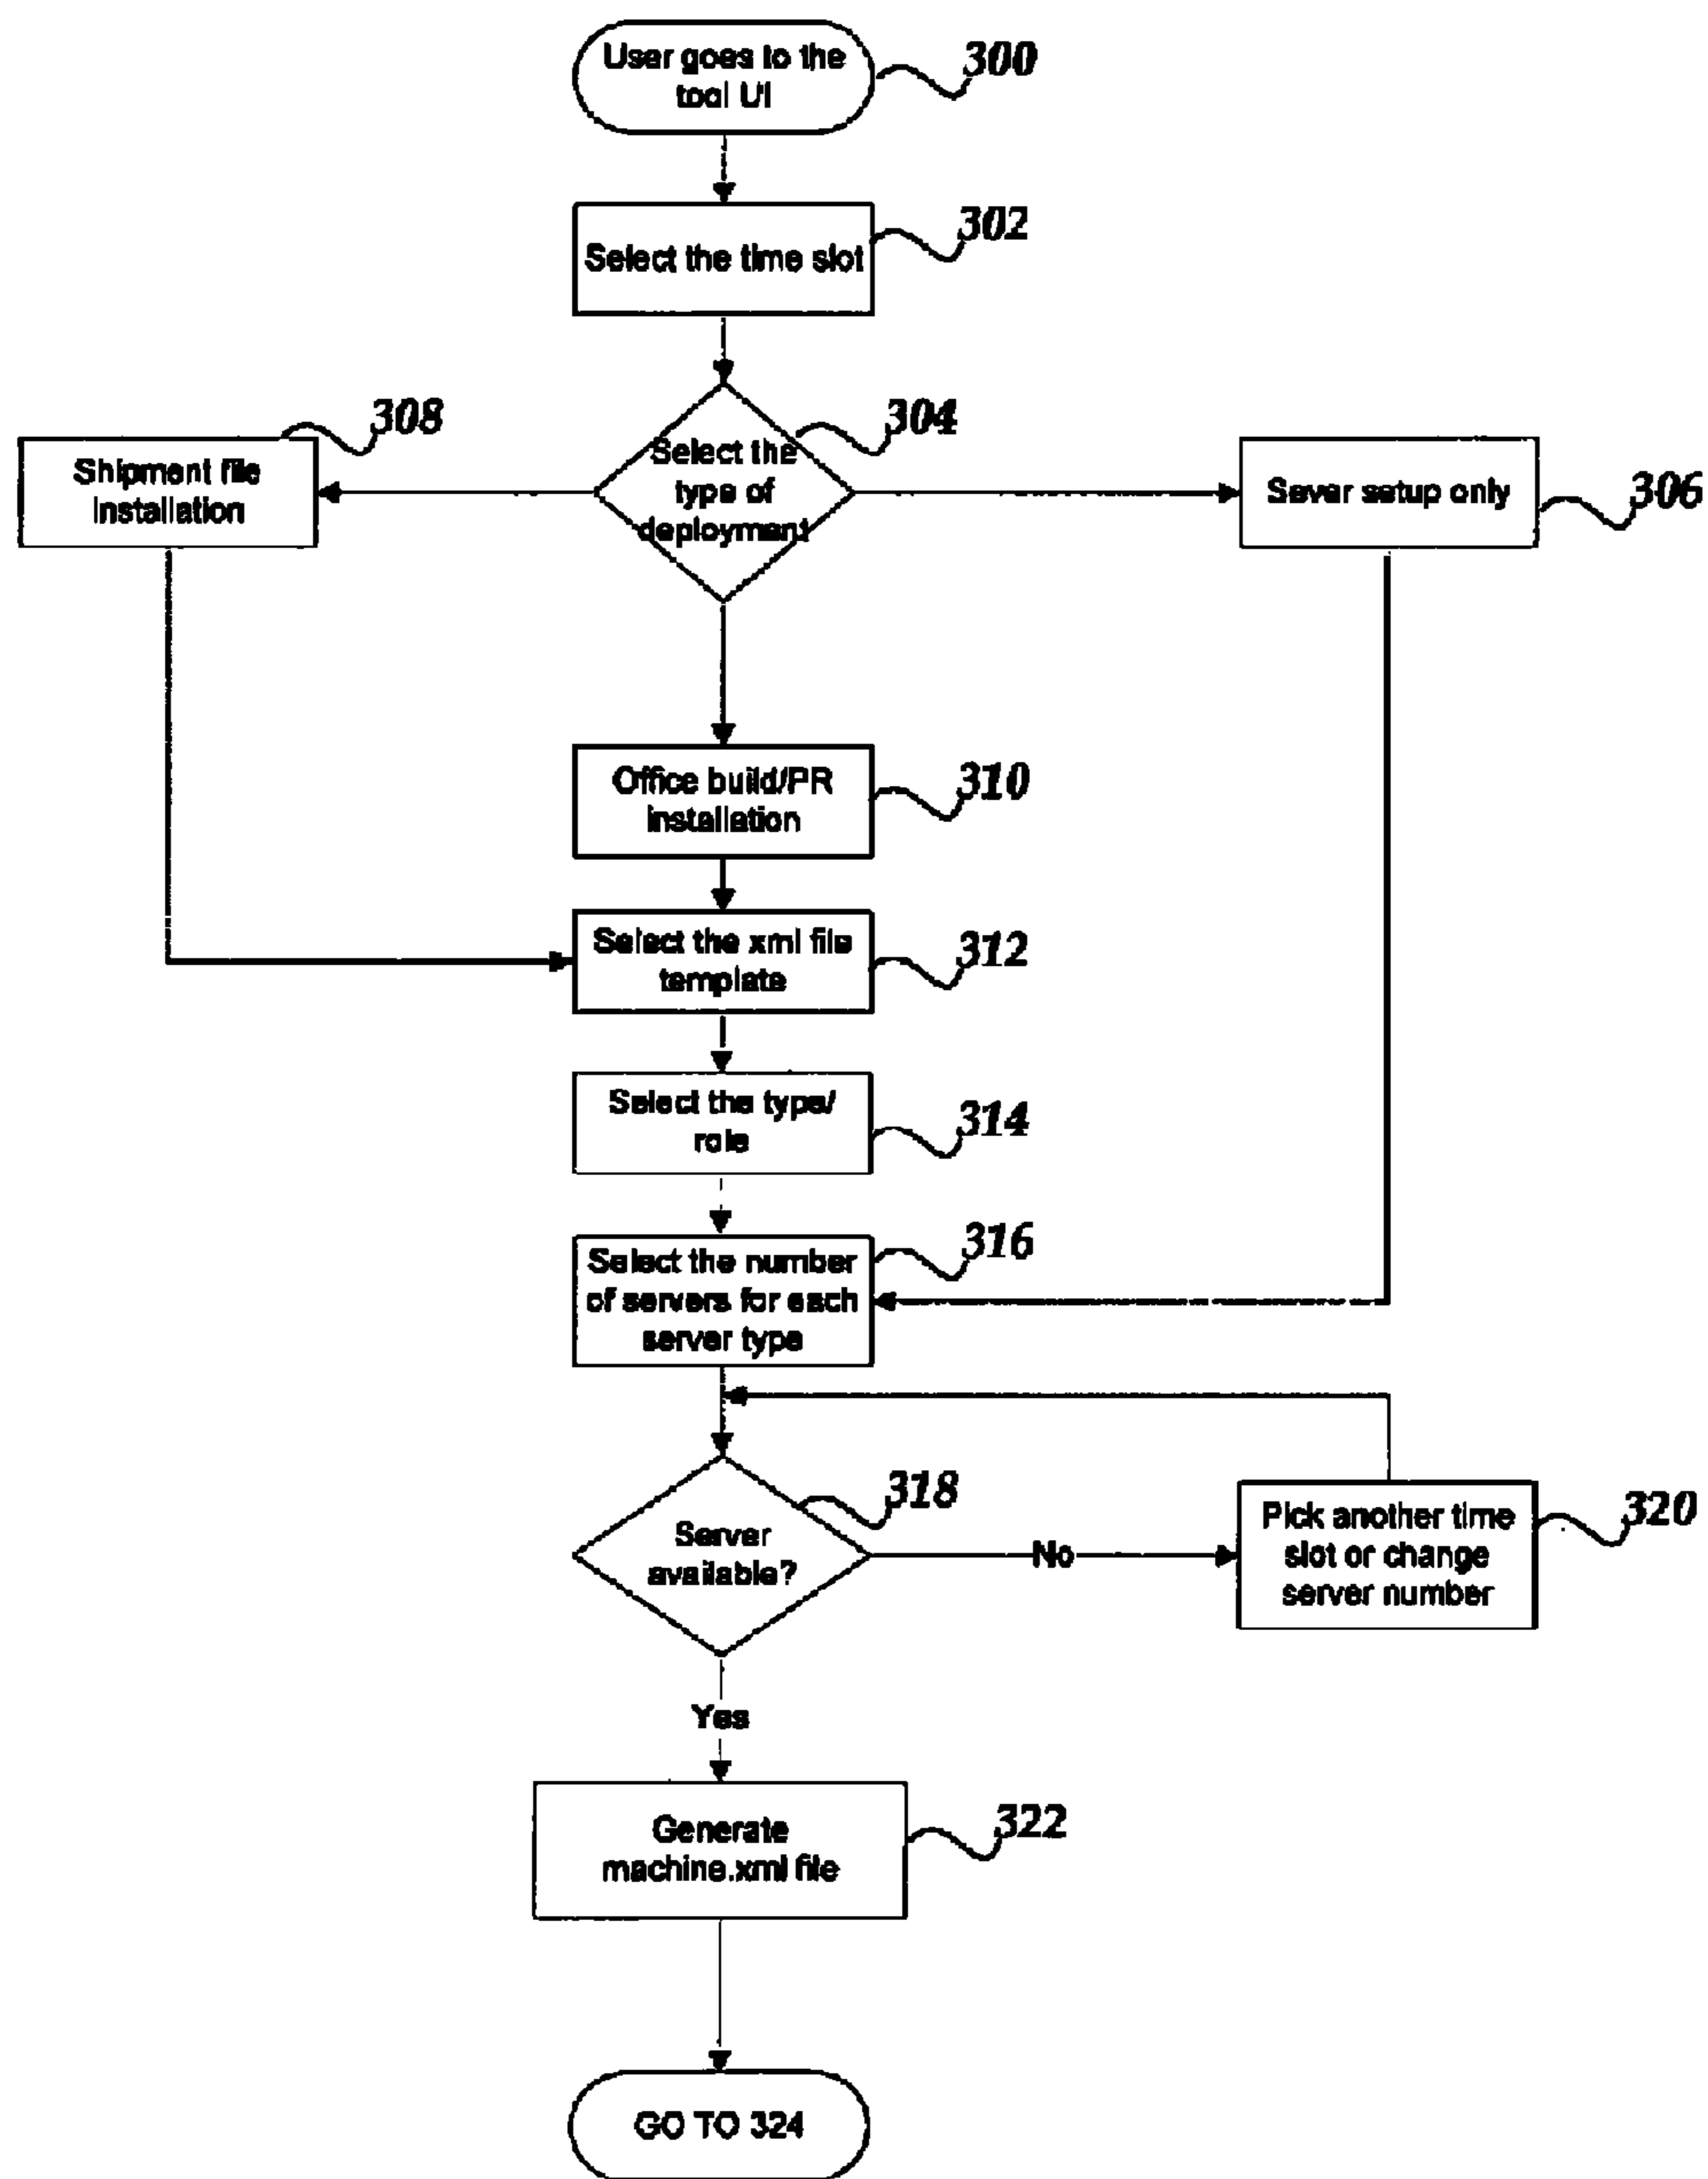 User goes to the
tool UI
300
Select the time slot
302
Select the
type of
deployment
304
Shipment file
installation
308
Sever setup only
306
Office build/PR
installation
310
Select the xml file
template
312
Select the type/
role
314
Select the number
of servers for each
server type
316
Server
available?
318
No
Pick another time
slot or change
server number
320
Yes
Generate
machine.xml file
322
GO TO 324